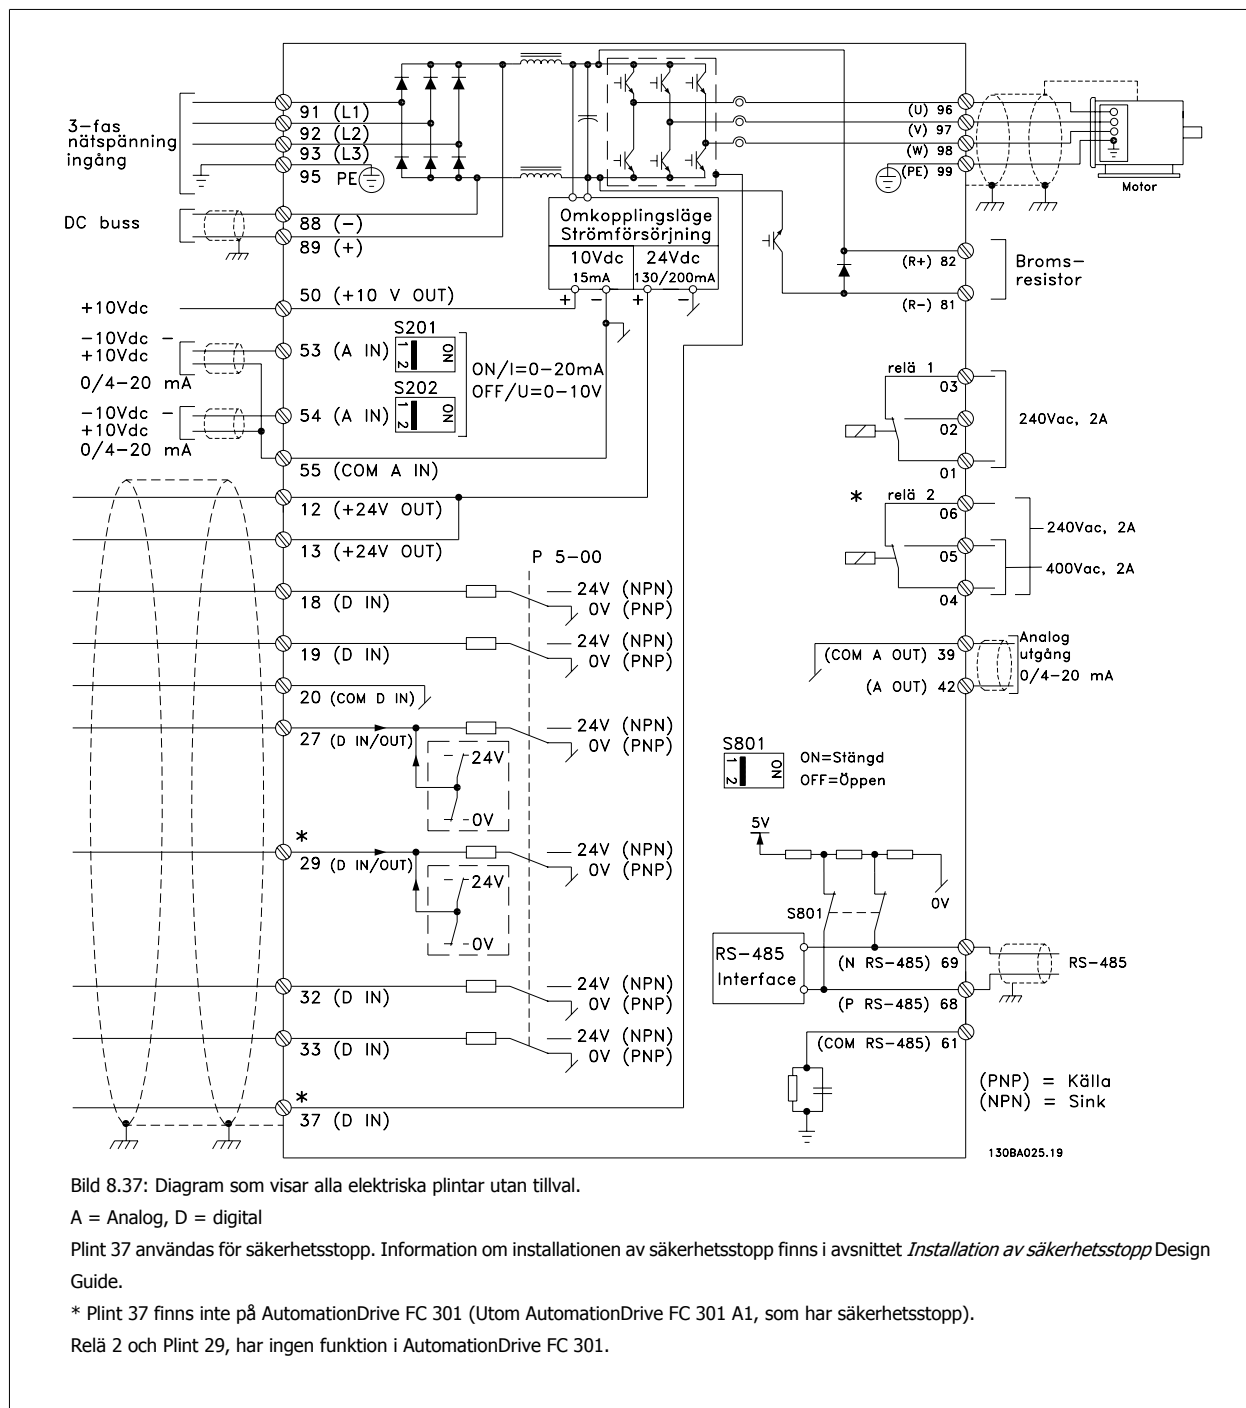 3-fas
nätspänning
ingång
91 (L1)
92 (L2)
93 (L3)
95 PE
DC buss
88 (-)
89 (+)
+10Vdc
50 (+10 V OUT)
-10Vdc -
+10Vdc
0/4-20 mA
53 (A IN)
S201
1 2
ON
ON/I=0-20mA
OFF/U=0-10V
-10Vdc -
+10Vdc
0/4-20 mA
54 (A IN)
S202
1 2
ON
55 (COM A IN)
12 (+24V OUT)
13 (+24V OUT)
P 5-00
18 (D IN)
24V (NPN)
0V (PNP)
19 (D IN)
24V (NPN)
0V (PNP)
20 (COM D IN)
27 (D IN/OUT)
24V (NPN)
0V (PNP)
24V
0V
*
29 (D IN/OUT)
24V (NPN)
0V (PNP)
24V
0V
32 (D IN)
24V (NPN)
0V (PNP)
33 (D IN)
24V (NPN)
0V (PNP)
*
37 (D IN)
Omkopplingsläge
Strömförsörjning
10Vdc
15mA
24Vdc
130/200mA
+ - + -
(U) 96
(V) 97
(W) 98
(PE) 99
Motor
(R+) 82
(R-) 81
Broms-
resistor
relä 1
03
02
01
240Vac, 2A
*
relä 2
06
05
04
240Vac, 2A
400Vac, 2A
(COM A OUT) 39
(A OUT) 42
Analog
utgång
0/4-20 mA
S801
1 2
ON
ON=Stängd
OFF=Öppen
5V
0V
S801
RS-485
Interface
(N RS-485) 69
(P RS-485) 68
RS-485
(COM RS-485) 61
(PNP) = Källa
(NPN) = Sink
130BA025.19
Bild 8.37: Diagram som visar alla elektriska plintar utan tillval.
A = Analog, D = digital
Plint 37 användas för säkerhetsstopp. Information om installationen av säkerhetsstopp finns i avsnittet Installation av säkerhetsstopp Design
Guide.
* Plint 37 finns inte på AutomationDrive FC 301 (Utom AutomationDrive FC 301 A1, som har säkerhetsstopp).
Relä 2 och Plint 29, har ingen funktion i AutomationDrive FC 301.